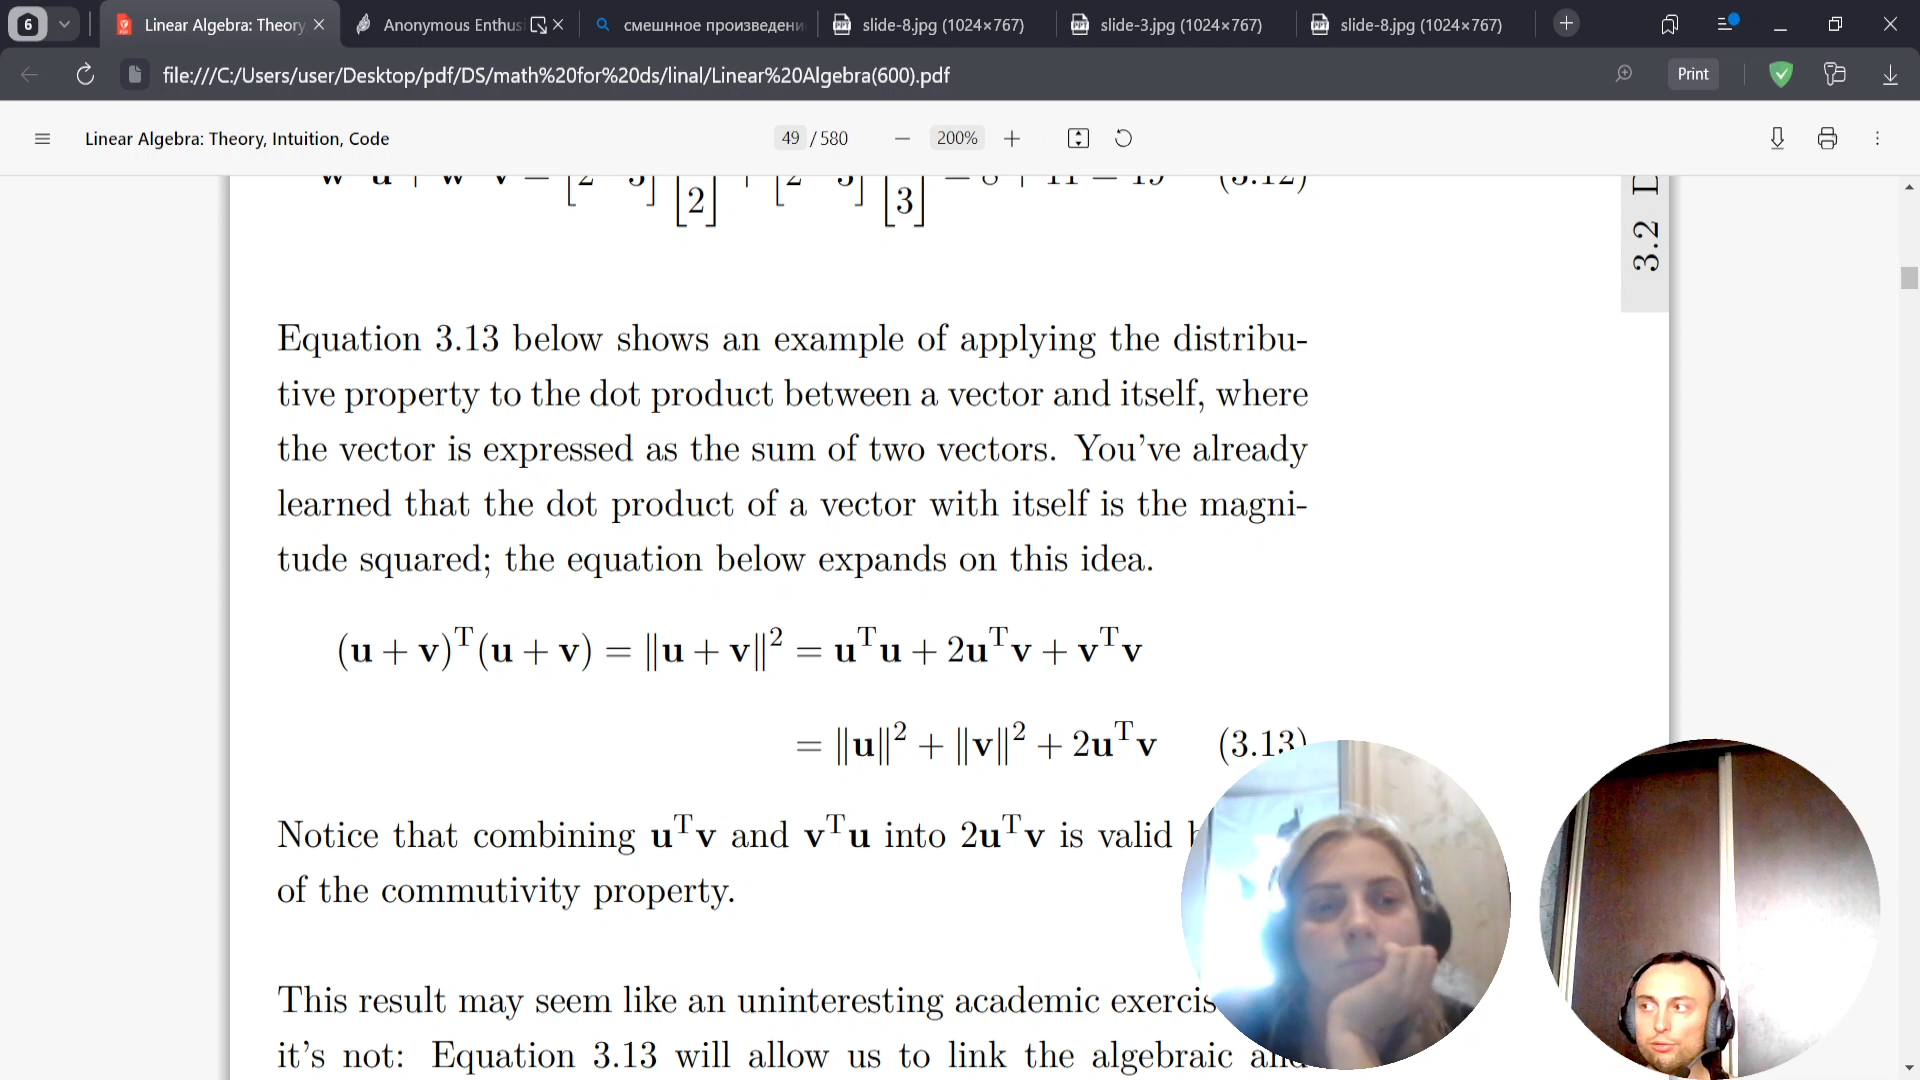 6
Linear Algebra: Theory
Anonymous Enthus
смешнное произведени
slide-8.jpg (1024×767)
slide-3.jpg (1024×767)
slide-8.jpg (1024×767)
file:///C:/Users/user/Desktop/pdf/DS/math%20for%20ds/linal/Linear%20Algebra(600).pdf
Print
Linear Algebra: Theory, Intuition, Code
49 / 580
200%
3.2
Equation 3.13 below shows an example of applying the distribu-
tive property to the dot product between a vector and itself, where
the vector is expressed as the sum of two vectors. You've already
learned that the dot product of a vector with itself is the magni-
tude squared; the equation below expands on this idea.
(u + v)ᵀ(u + v) = ‖u + v‖² = uᵀu + 2uᵀv + vᵀv
= ‖u‖² + ‖v‖² + 2uᵀv (3.13)
Notice that combining uᵀv and vᵀu into 2uᵀv is valid
of the commutivity property.
This result may seem like an uninteresting academic exercis
it's not: Equation 3.13 will allow us to link the algebraic and